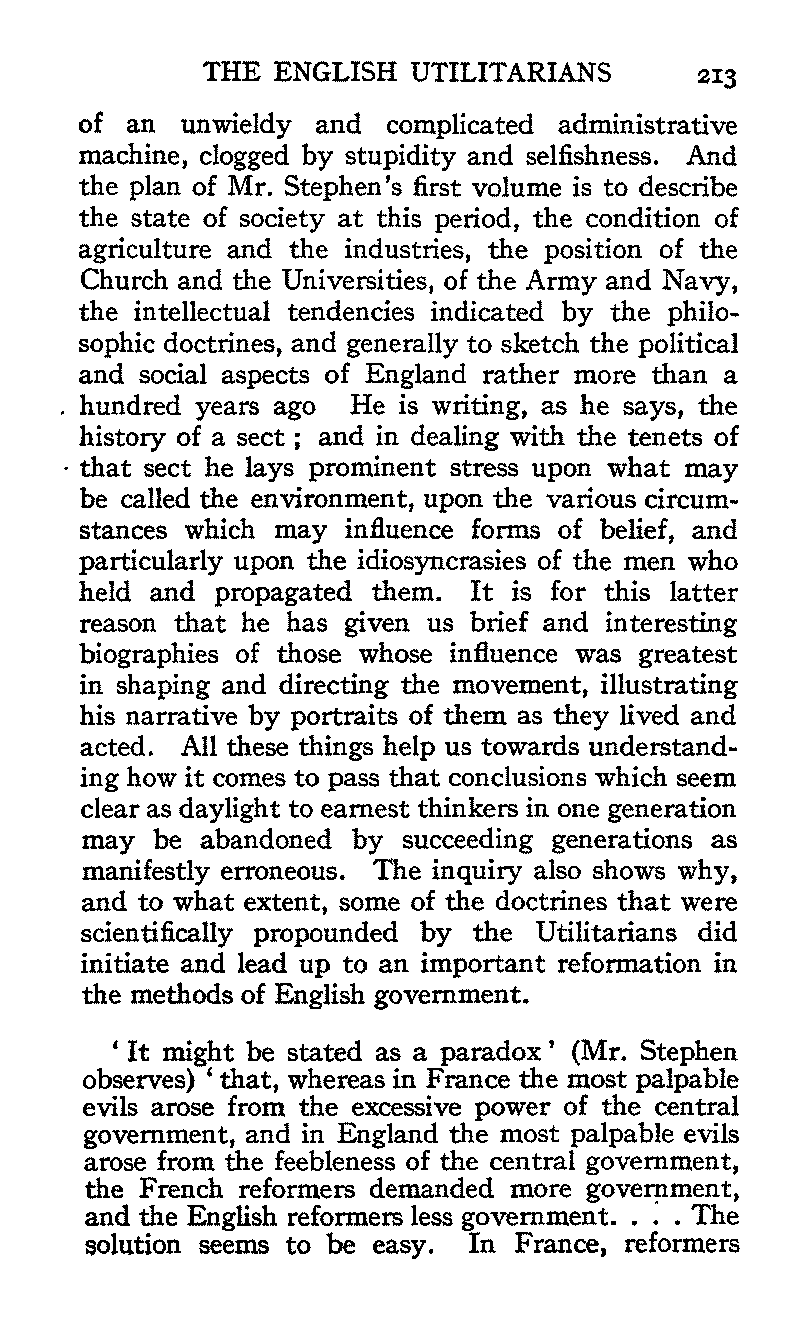 THE ENGLISH UTILITARIANS 213
of an unwieldy and complicated administrative
machine, clogged by stupidity and selfishness. And
the plan of Mr. Stephen's first volume is to describe
the state of society at this period, the condition of
agriculture and the industries, the position of the
Church and the Universities, of the Army and Navy,
the intellectual tendencies indicated by the philo-
sophic doctrines, and generally to sketch the political
and social aspects of England rather more than a
hundred years ago He is writing, as he says, the
history of a sect ; and in dealing with the tenets of
that sect he lays prominent stress upon what may
be called the environment, upon the various circum-
stances which may influence forms of belief, and
particularly upon the idiosyncrasies of the men who
held and propagated them. It is for this latter
reason that he has given us brief and interesting
biographies of those whose influence was greatest
in shaping and directing the movement, illustrating
his narrative by portraits of them as they lived and
acted. All these things help us towards understand-
ing how it comes to pass that conclusions which seem
clear as daylight to earnest thinkers in one generation
may be abandoned by succeeding generations as
manifestly erroneous. The inquiry also shows why,
and to what extent, some of the doctrines that were
scientifically propounded by the Utilitarians did
initiate and lead up to an important reformation in
the methods of English government.
‘ It might be stated as a paradox ’ (Mr. Stephen
observes) ‘ that, whereas in France the most palpable
evils arose from the excessive power of the central
government, and in England the most palpable evils
arose from the feebleness of the central government,
the French reformers demanded more government,
and the English reformers less government. . . . The
solution seems to be easy. In France, reformers